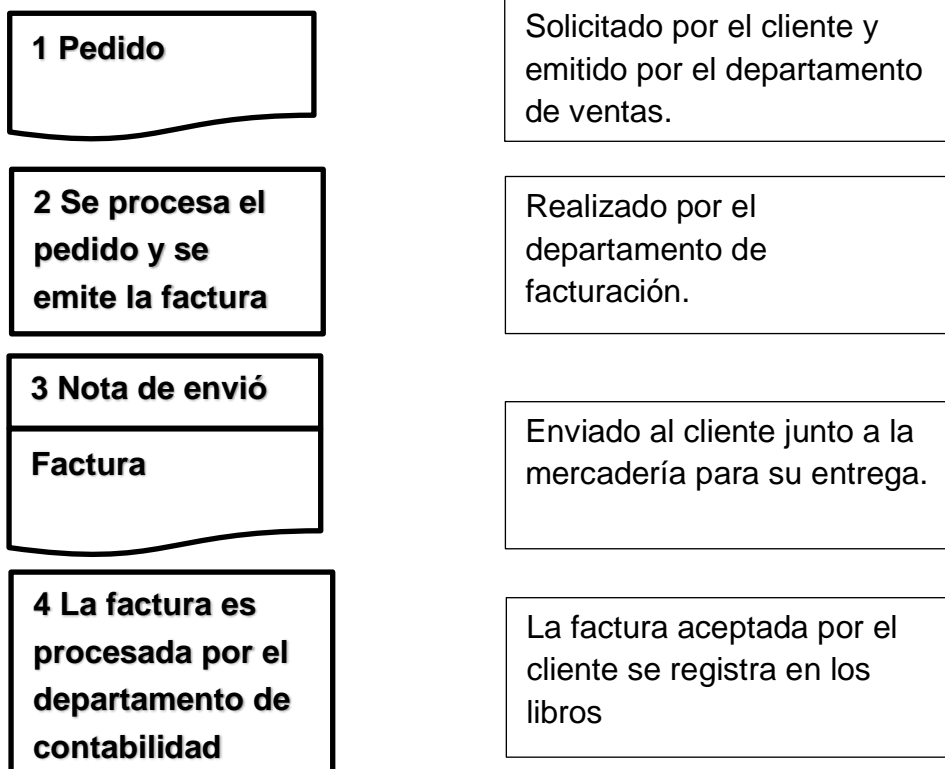 1 Pedido
Solicitado por el cliente y
emitido por el departamento
de ventas.
2 Se procesa el
pedido y se
emite la factura
Realizado por el
departamento de
facturación.
3 Nota de envió
Factura
Enviado al cliente junto a la
mercadería para su entrega.
4 La factura es
procesada por el
departamento de
contabilidad
La factura aceptada por el
cliente se registra en los
libros